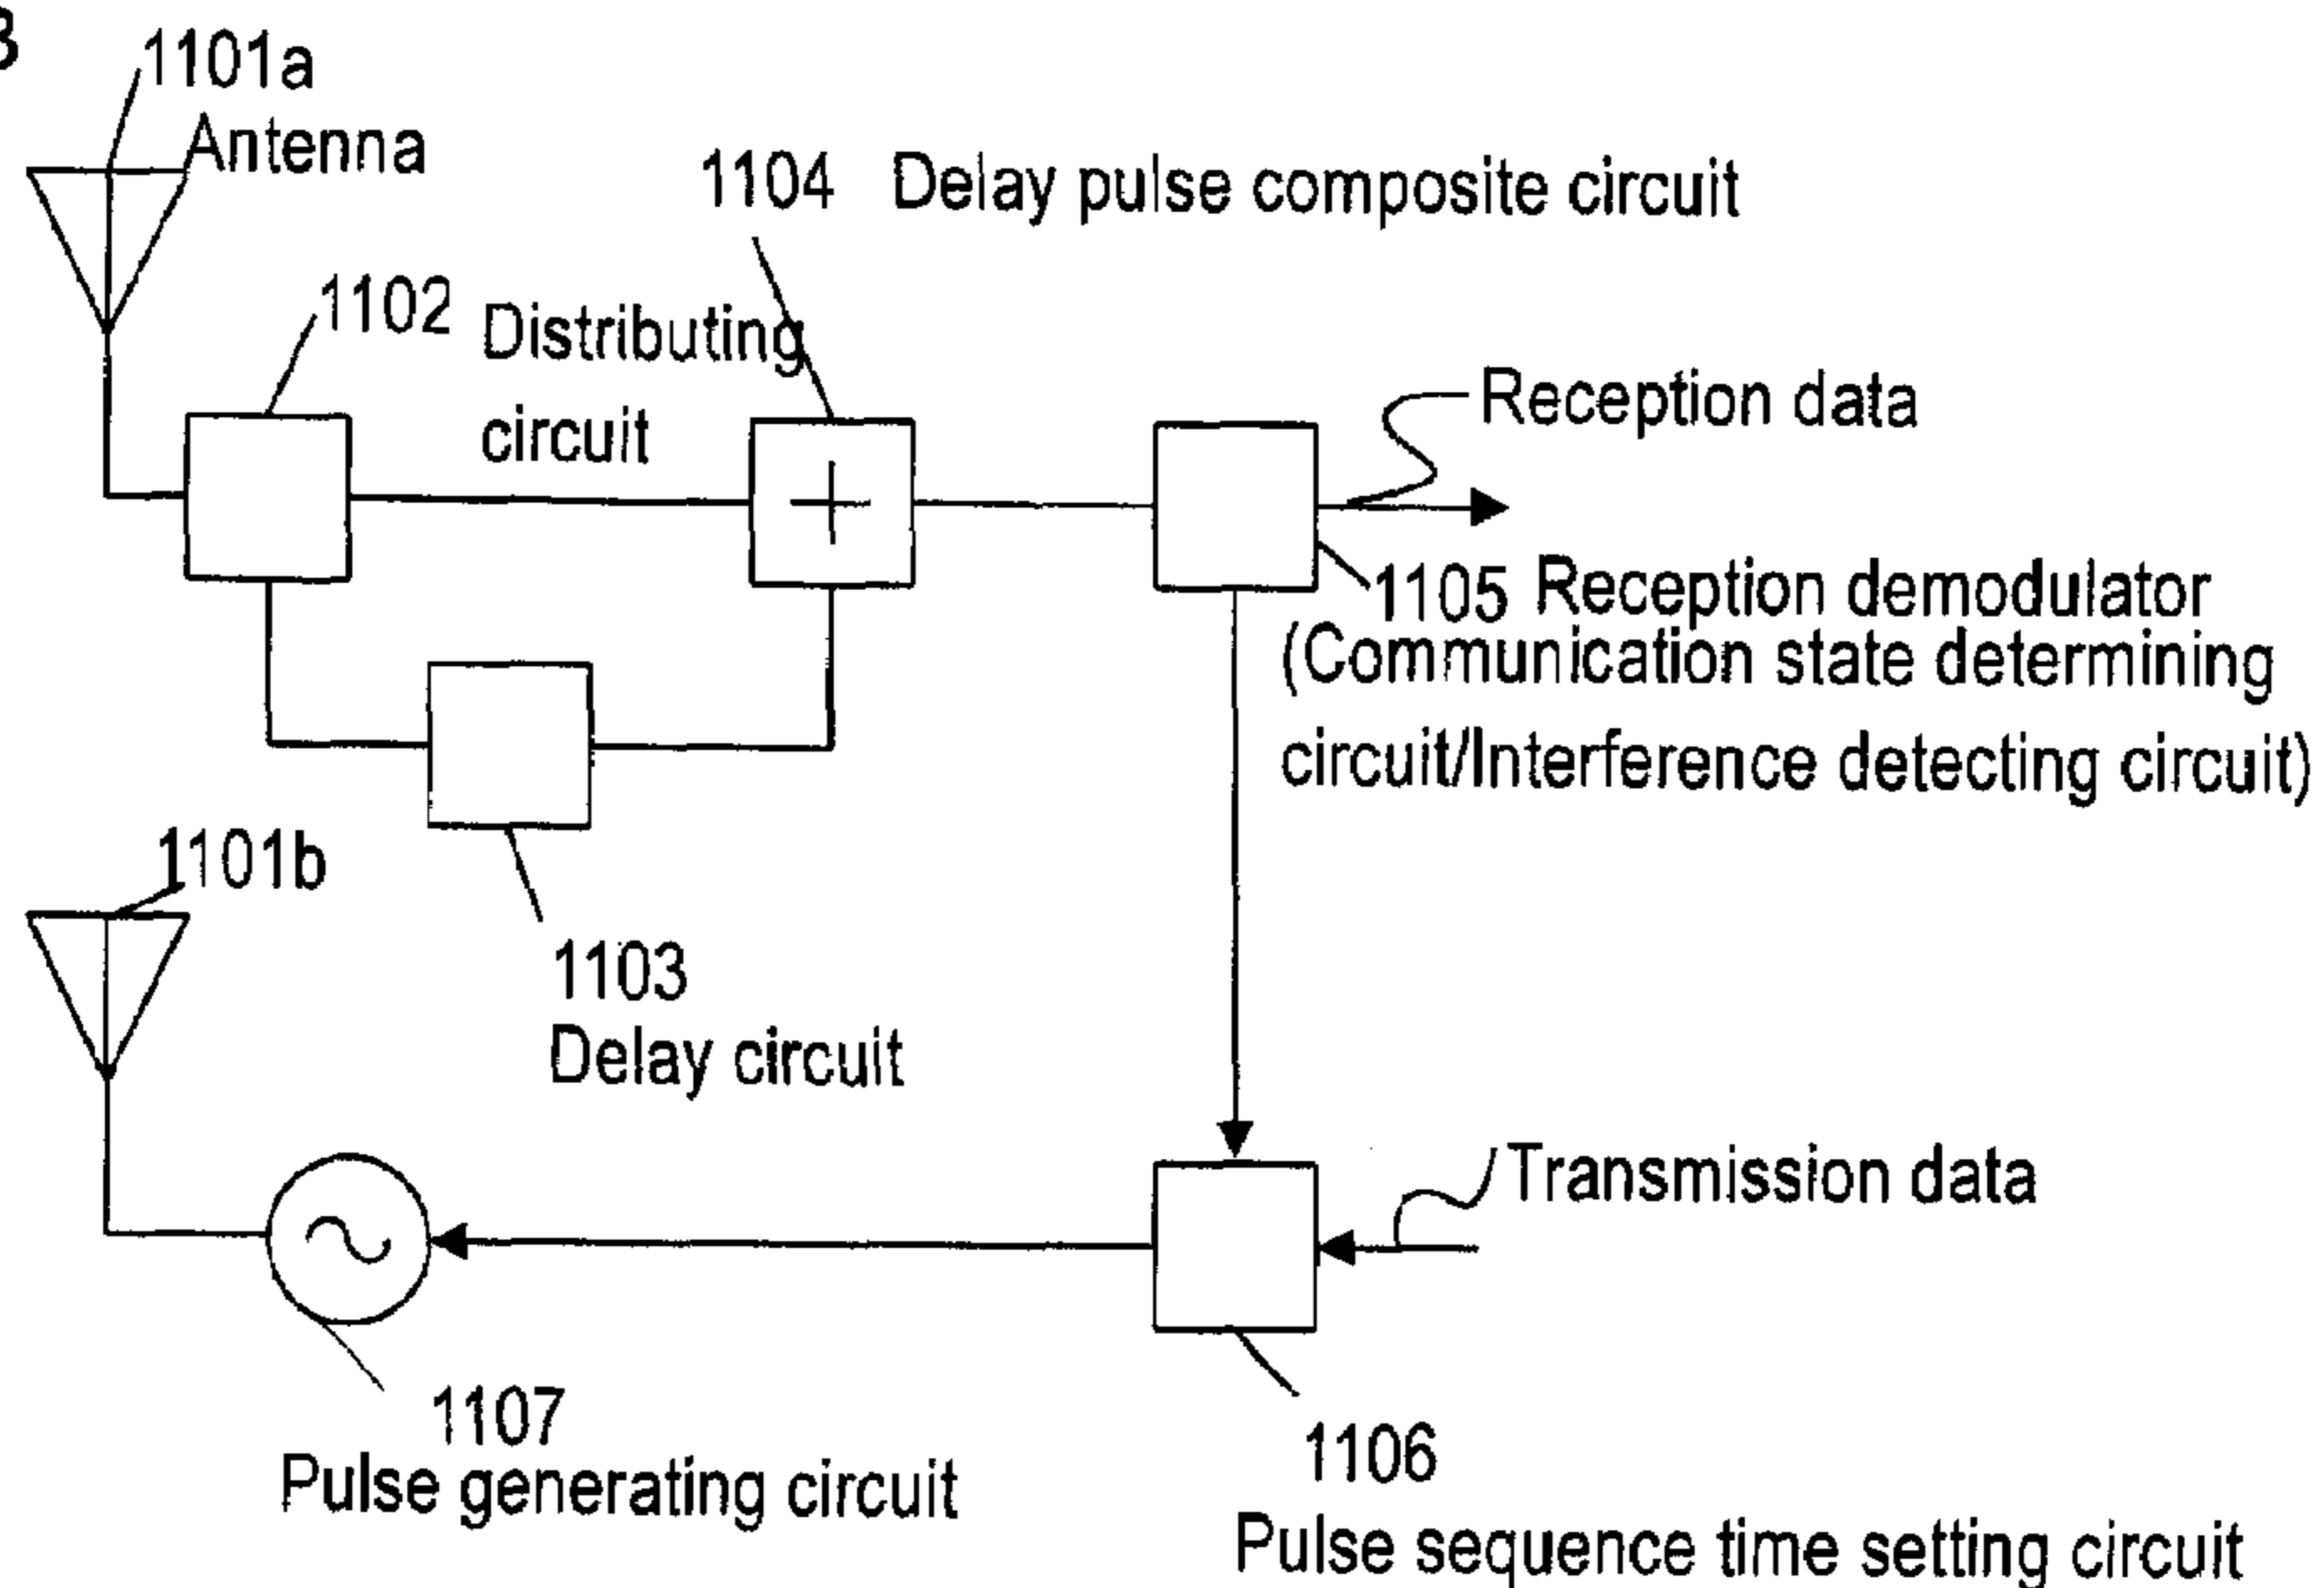 1101a
Antenna
1104 Delay pulse composite circuit
1102 Distributing
circuit
Reception data
1105 Reception demodulator
(Communication state determining
circuit/Interference detecting circuit)
1101b
1103
Delay circuit
Transmission data
1107
Pulse generating circuit
1106
Pulse sequence time setting circuit